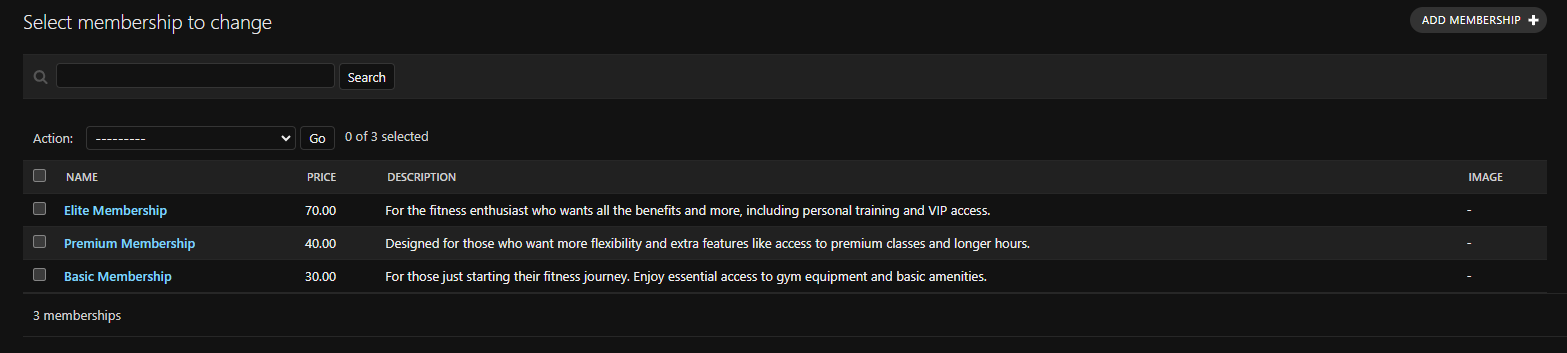 Select membership to change
ADD MEMBERSHIP +
Search
Action: --------- Go 0 of 3 selected
NAME PRICE DESCRIPTION IMAGE
Elite Membership 70.00 For the fitness enthusiast who wants all the benefits and more, including personal training and VIP access. -
Premium Membership 40.00 Designed for those who want more flexibility and extra features like access to premium classes and longer hours. -
Basic Membership 30.00 For those just starting their fitness journey. Enjoy essential access to gym equipment and basic amenities. -
3 memberships